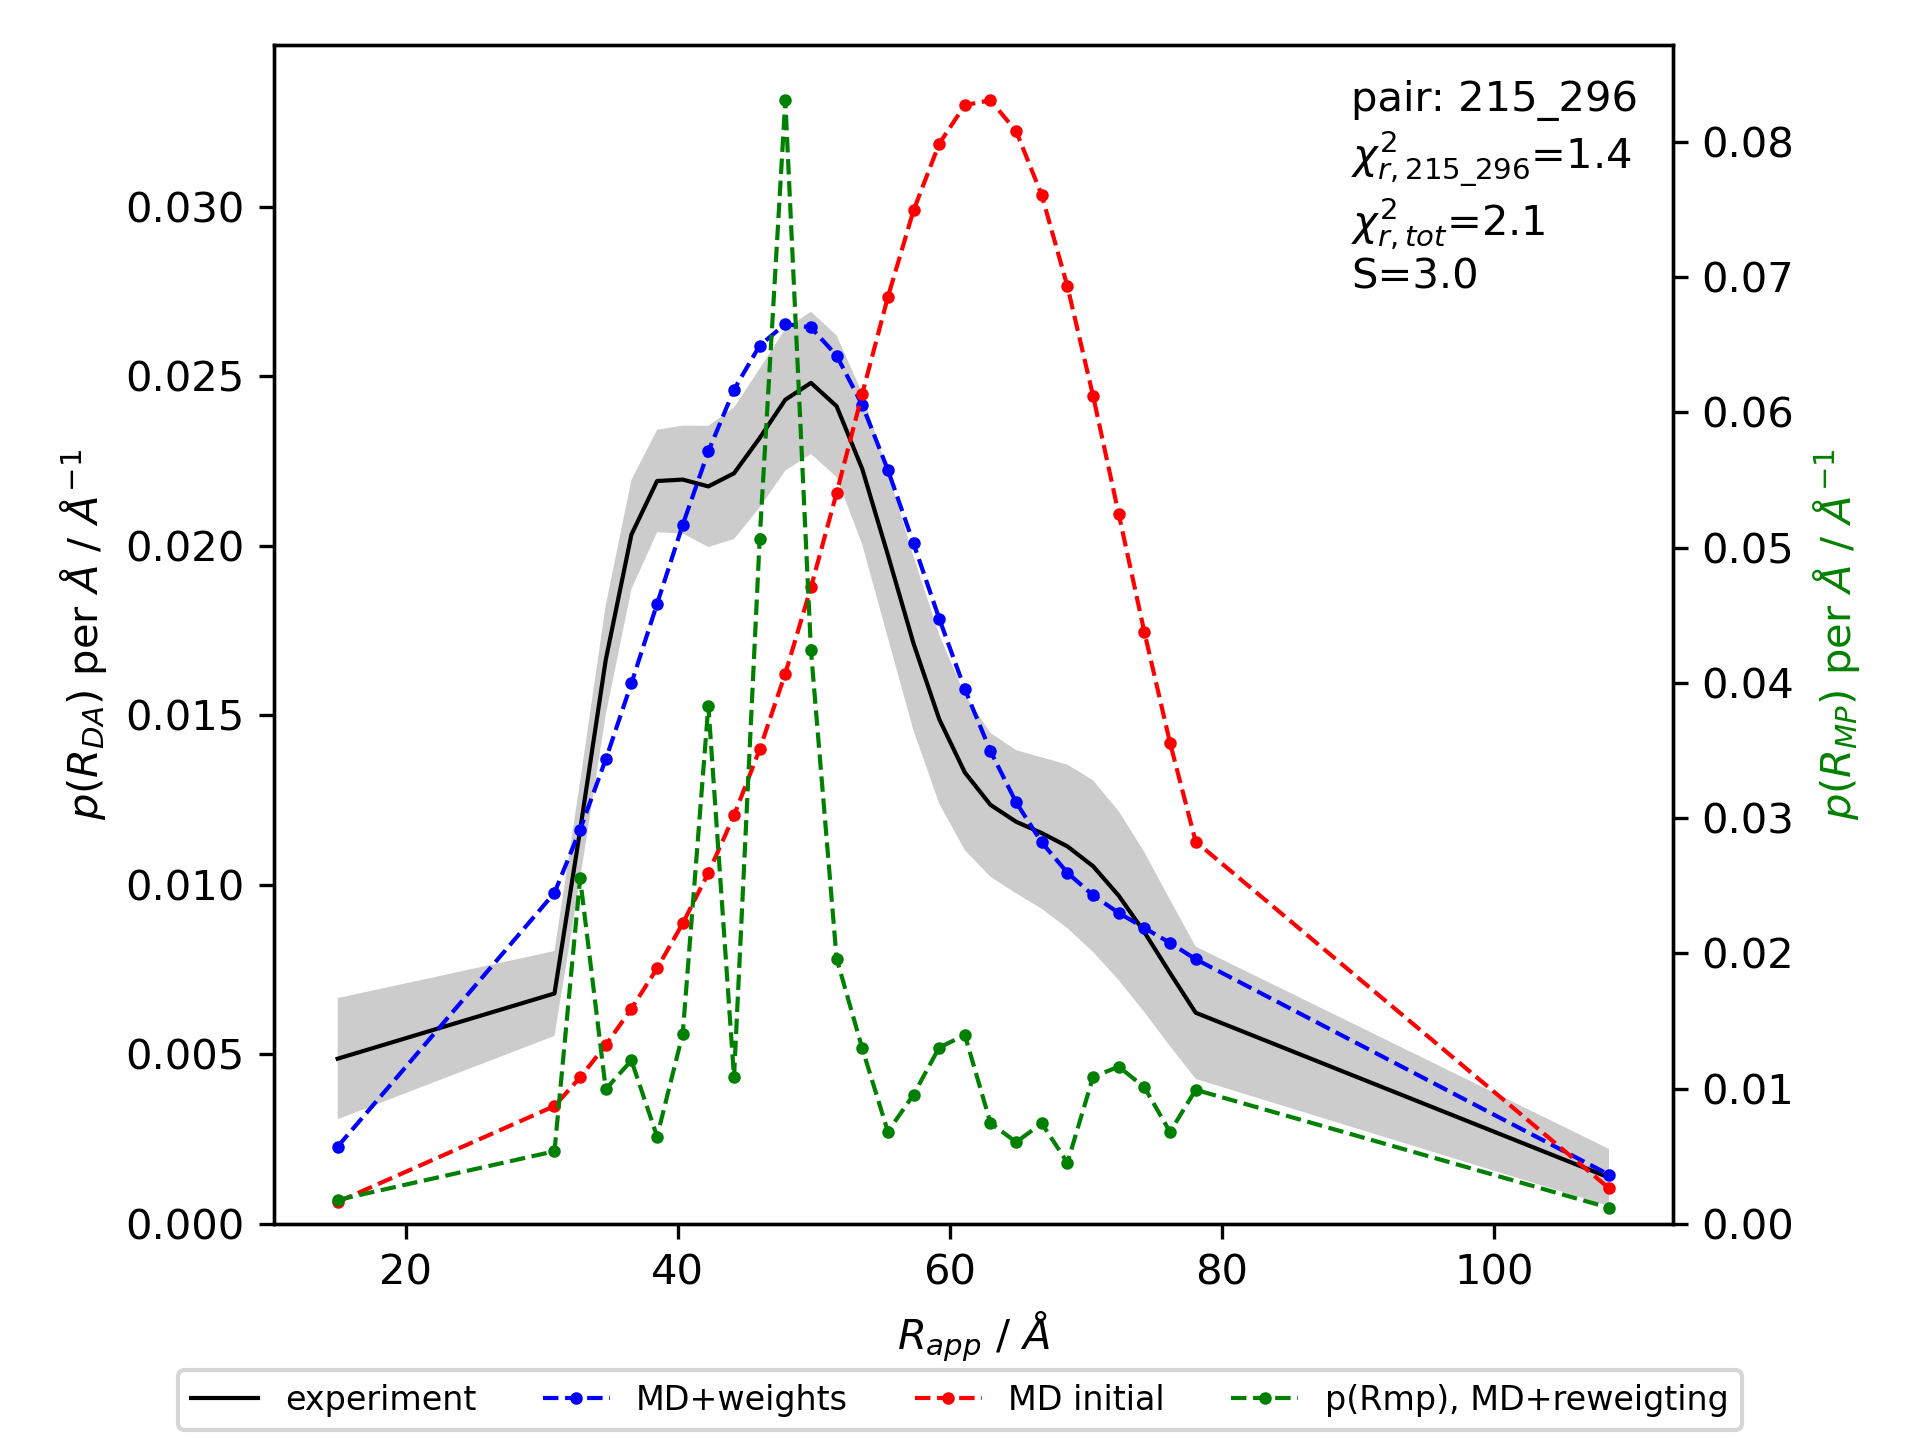 pair: 215_296
χ²r, 215_296=1.4
χ²r, tot=2.1
S=3.0
0.030
0.025
0.020
0.015
0.010
0.005
0.000
p(RDA) per Å / Å⁻¹
0.08
0.07
0.06
0.05
0.04
0.03
0.02
0.01
0.00
p(RMP) per Å / Å⁻¹
20 40 60 80 100
Rapp / Å
experiment MD+weights MD initial p(Rmp), MD+reweigting